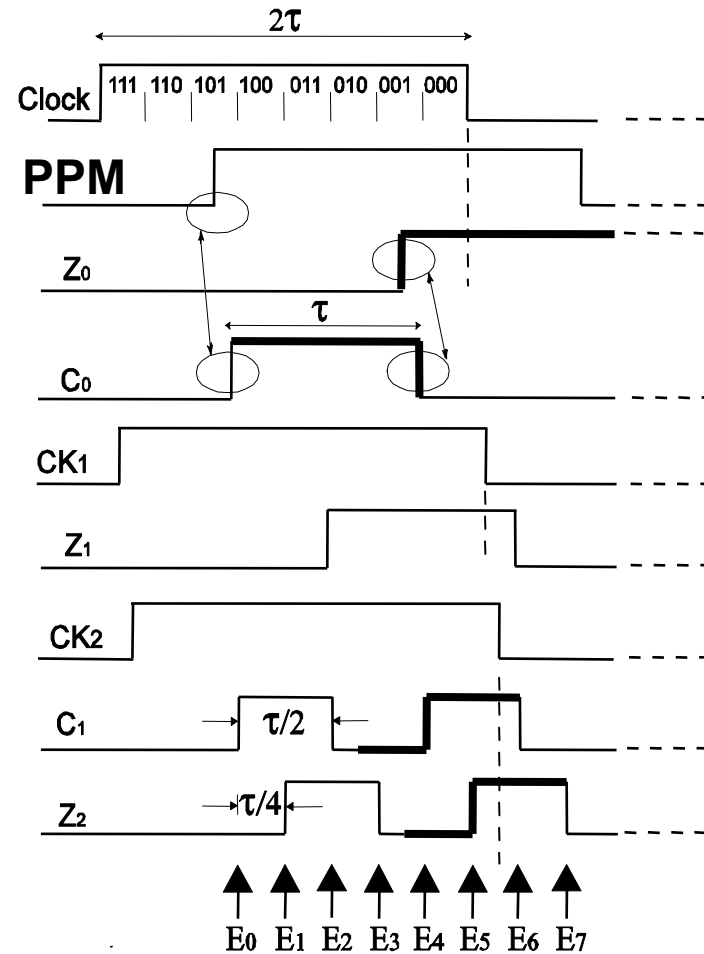 2τ
111 110 101 100 011 010 001 000
Clock
PPM
Z0
τ
C0
CK1
Z1
CK2
C1 τ/2
Z2 τ/4
E0 E1 E2 E3 E4 E5 E6 E7